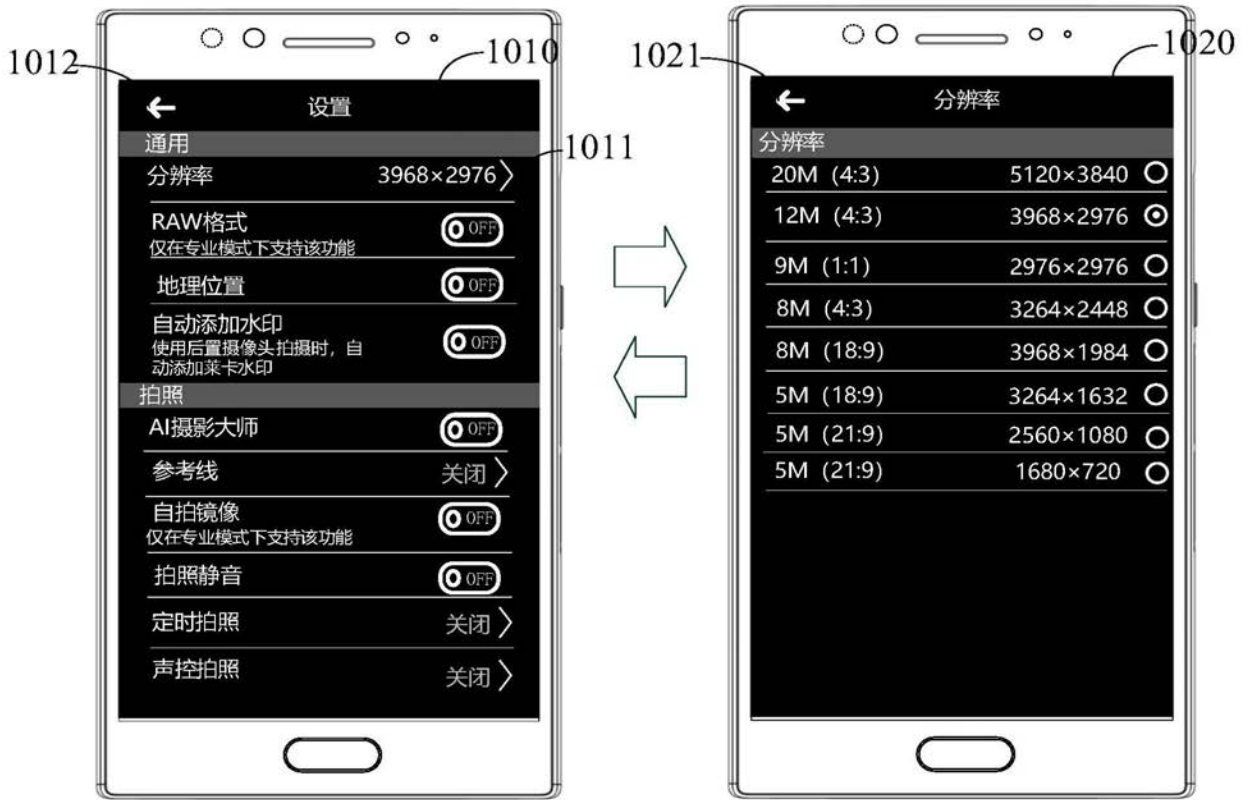 1012
1010
设置
通用
1011
分辨率 3968×2976
RAW格式 OFF
仅在专业模式下支持该功能
地理位置 OFF
自动添加水印 OFF
使用后置摄像头拍摄时，自
动添加莱卡水印
拍照
AI摄影大师 OFF
参考线 关闭
自拍镜像 OFF
仅在专业模式下支持该功能
拍照静音 OFF
定时拍照 关闭
声控拍照 关闭
1021
1020
分辨率
分辨率
20M (4:3) 5120×3840
12M (4:3) 3968×2976
9M (1:1) 2976×2976
8M (4:3) 3264×2448
8M (18:9) 3968×1984
5M (18:9) 3264×1632
5M (21:9) 2560×1080
5M (21:9) 1680×720